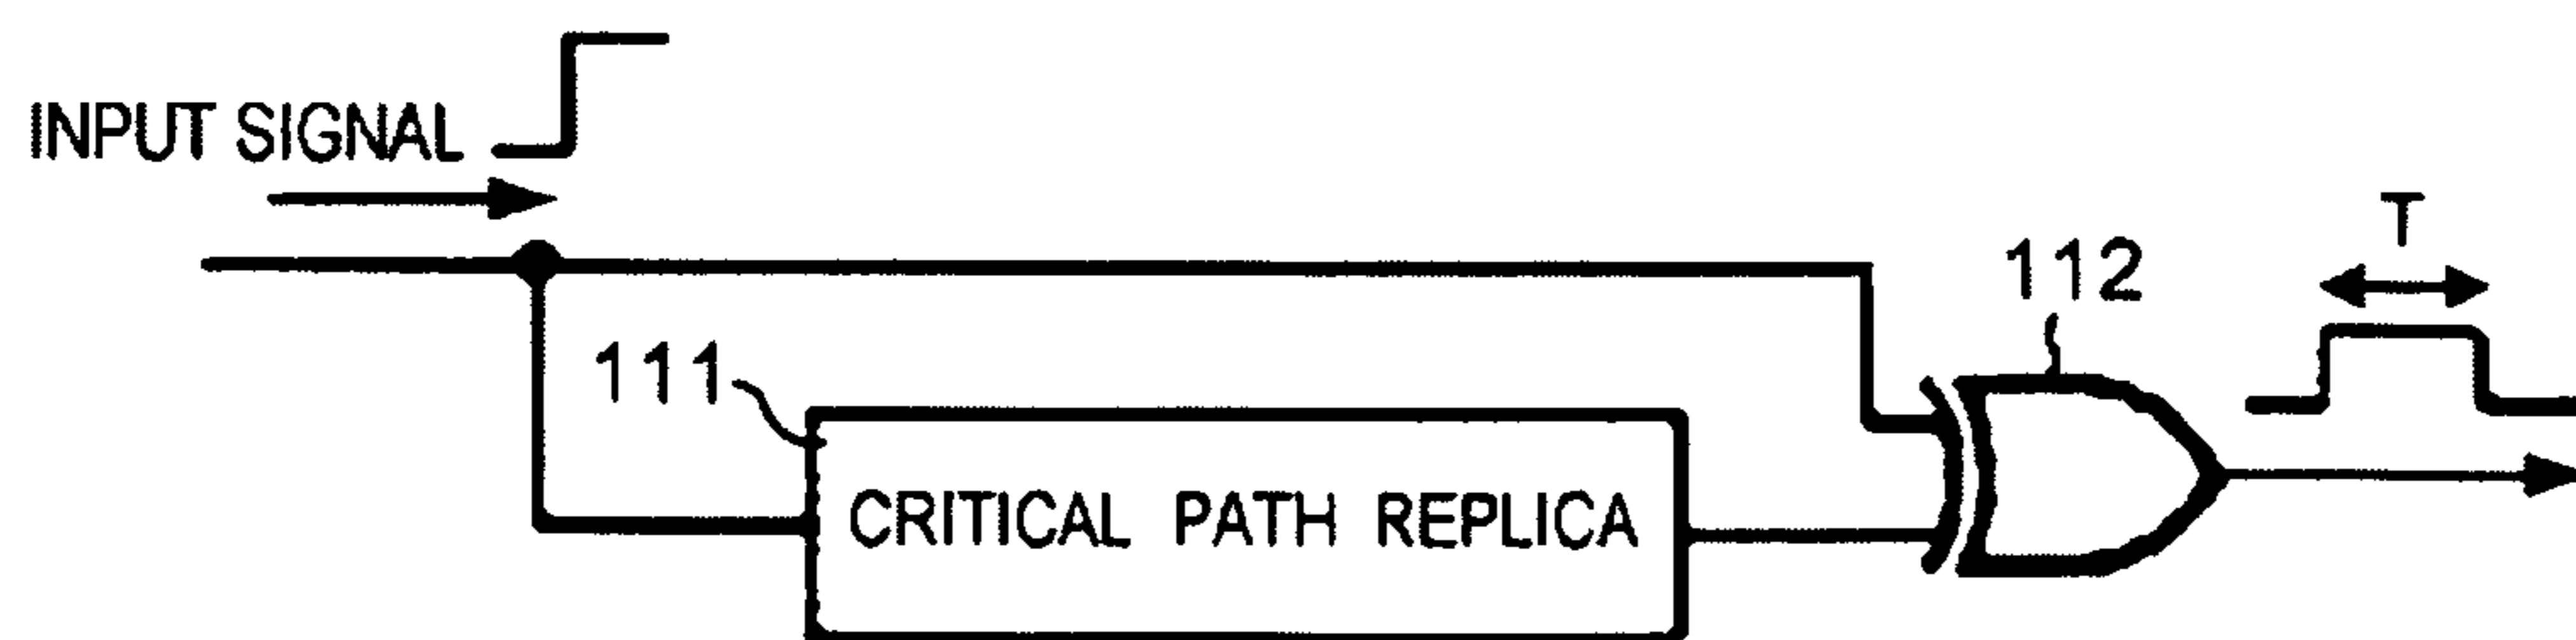 INPUT SIGNAL
T
112
111
CRITICAL PATH REPLICA